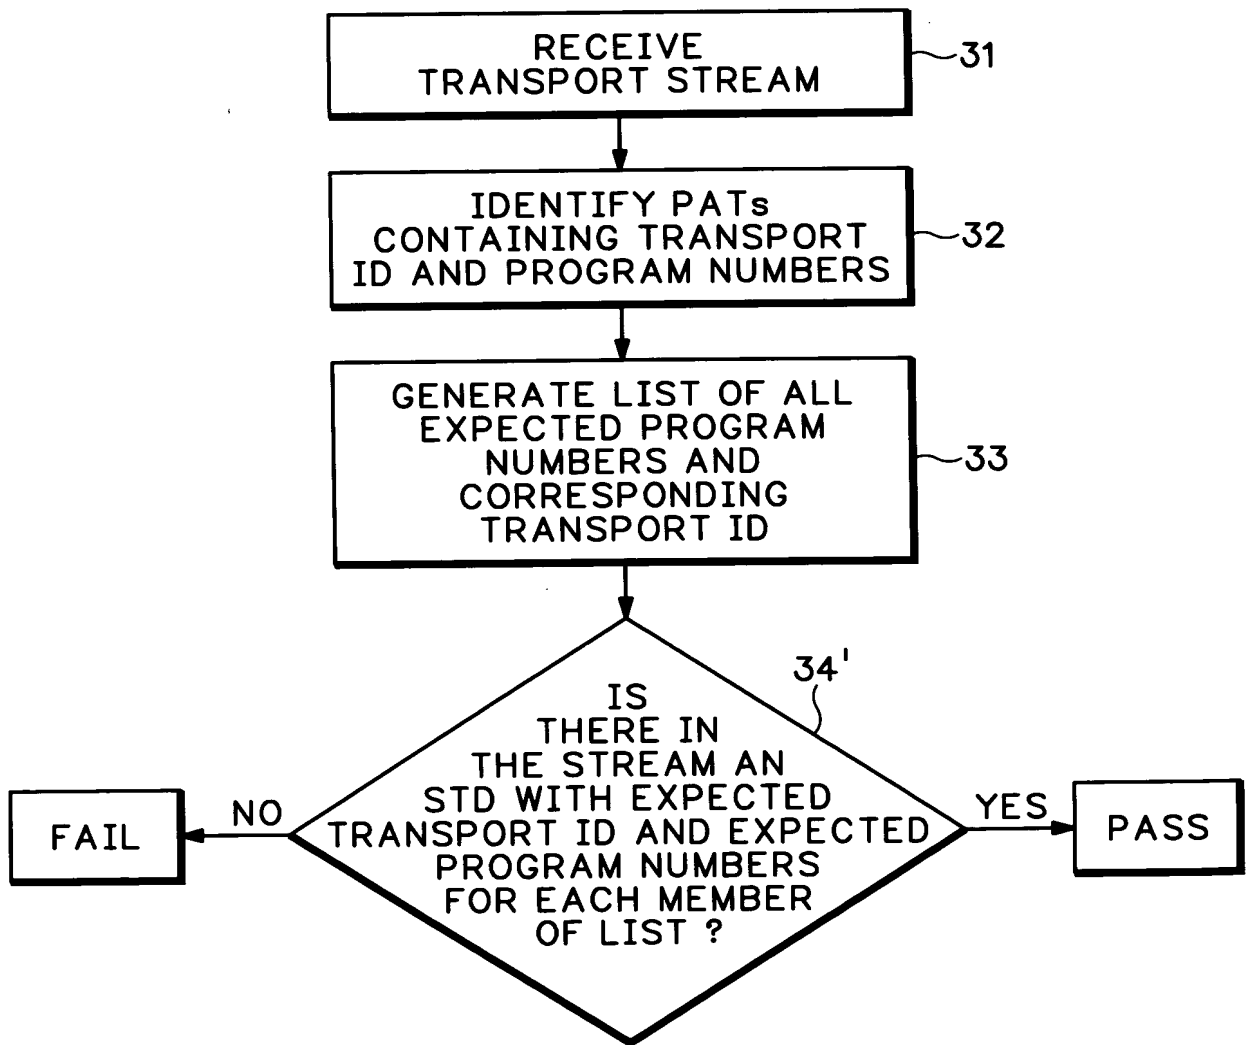 RECEIVE
TRANSPORT STREAM
31
IDENTIFY PATs
CONTAINING TRANSPORT
ID AND PROGRAM NUMBERS
32
GENERATE LIST OF ALL
EXPECTED PROGRAM
NUMBERS AND
CORRESPONDING
TRANSPORT ID
33
34'
IS
THERE IN
THE STREAM AN
STD WITH EXPECTED
TRANSPORT ID AND EXPECTED
PROGRAM NUMBERS
FOR EACH MEMBER
OF LIST ?
NO
FAIL
YES
PASS